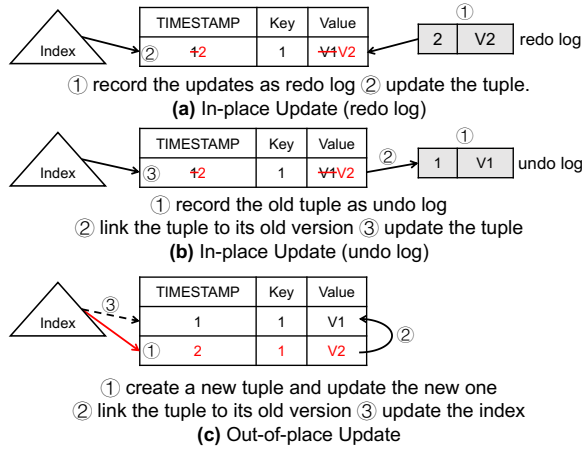 ①
TIMESTAMP Key Value
Index ② 12 1 V1V2 2 V2 redo log
① record the updates as redo log ② update the tuple.
(a) In-place Update (redo log)
TIMESTAMP Key Value ①
Index ③ 12 1 V1V2 ② 1 V1 undo log
① record the old tuple as undo log
② link the tuple to its old version ③ update the tuple
(b) In-place Update (undo log)
TIMESTAMP Key Value
③
Index 1 1 V1
②
① 2 1 V2
① create a new tuple and update the new one
② link the tuple to its old version ③ update the index
(c) Out-of-place Update